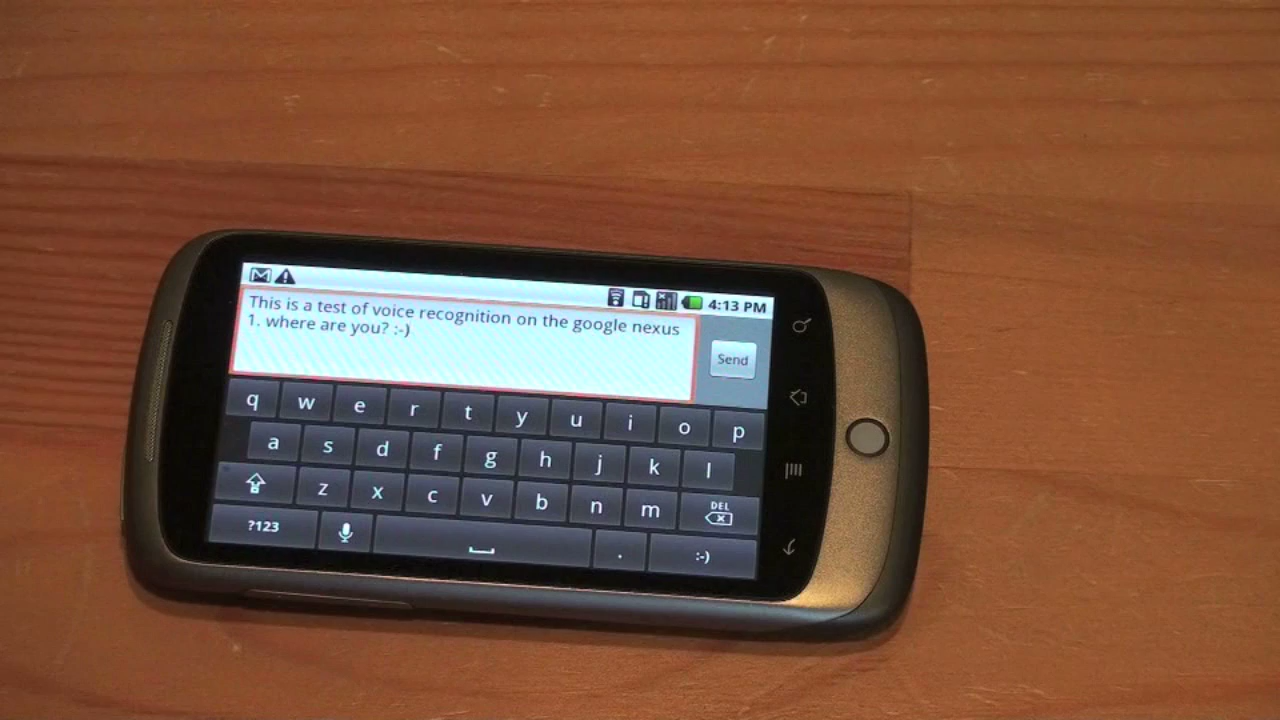 4:13 PM
This is a test of voice recognition on the google nexus
1. where are you? :-)
Send
q w e r t y u i o p
a s d f g h j k l
z x c v b n m DEL
?123 . :-)